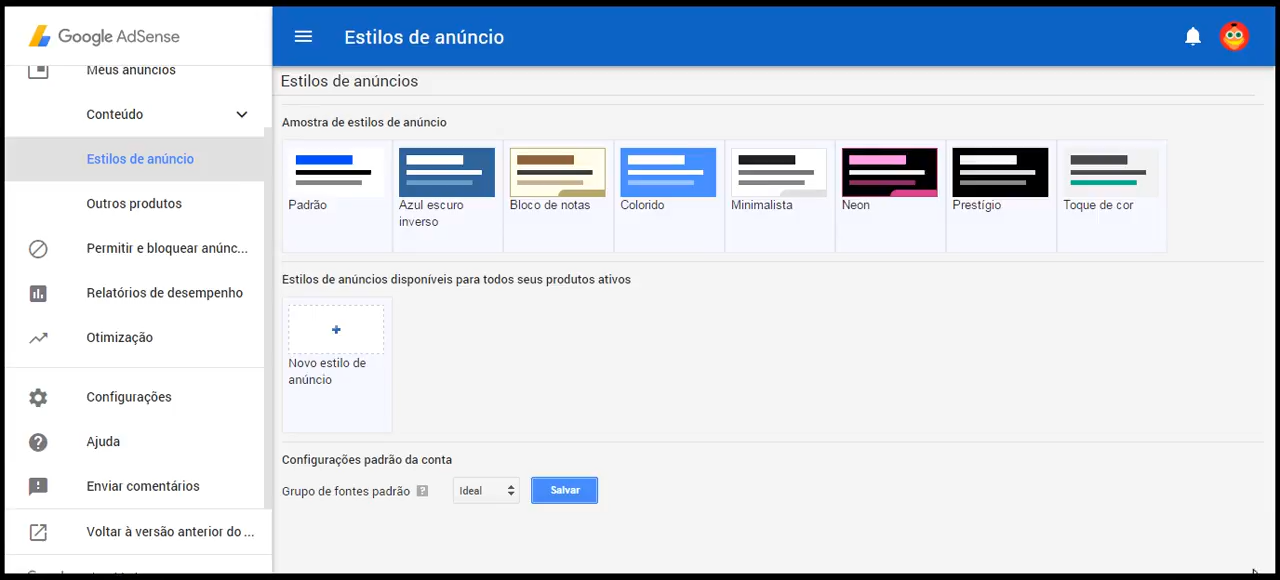 Google AdSense
Estilos de anúncio
Meus anúncios
Conteúdo
Estilos de anúncio
Outros produtos
Permitir e bloquear anúnc...
Relatórios de desempenho
Otimização
Configurações
Ajuda
Enviar comentários
Voltar à versão anterior do ...
Estilos de anúncios
Amostra de estilos de anúncio
Padrão
Azul escuro
inverso
Bloco de notas
Colorido
Minimalista
Neon
Prestígio
Toque de cor
Estilos de anúncios disponíveis para todos seus produtos ativos
Novo estilo de
anúncio
Configurações padrão da conta
Grupo de fontes padrão ? Ideal Salvar